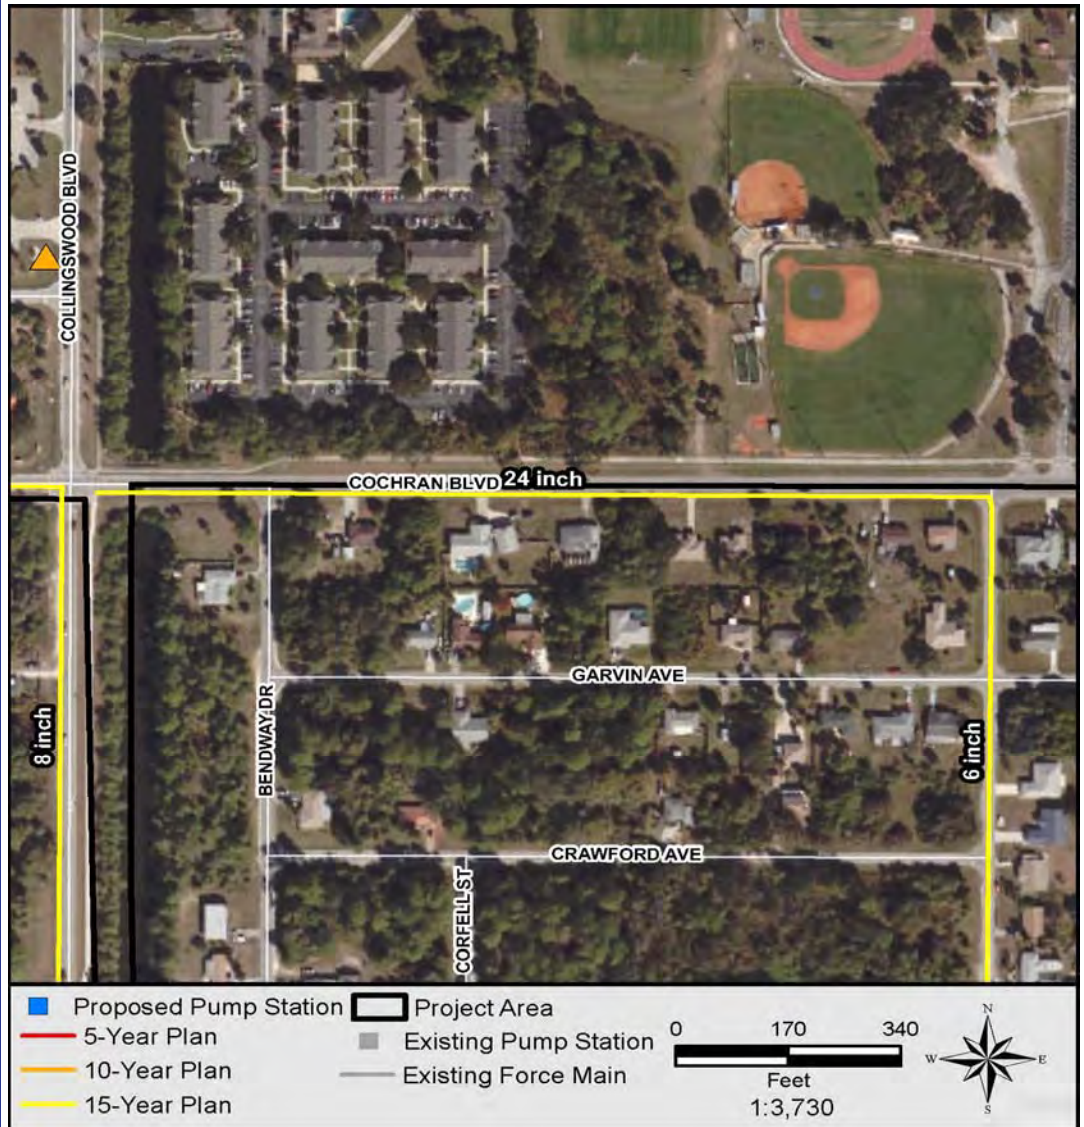 COLLINGSWOOD BLVD
COCHRAN BLVD 24 inch
GARVIN AVE
BENDWAY DR
8 inch
6 inch
CRAWFORD AVE
CORFELL ST
Proposed Pump Station
5-Year Plan
10-Year Plan
15-Year Plan
Project Area
Existing Pump Station
Existing Force Main
0 170 340
Feet
1:3,730
N
W E
S